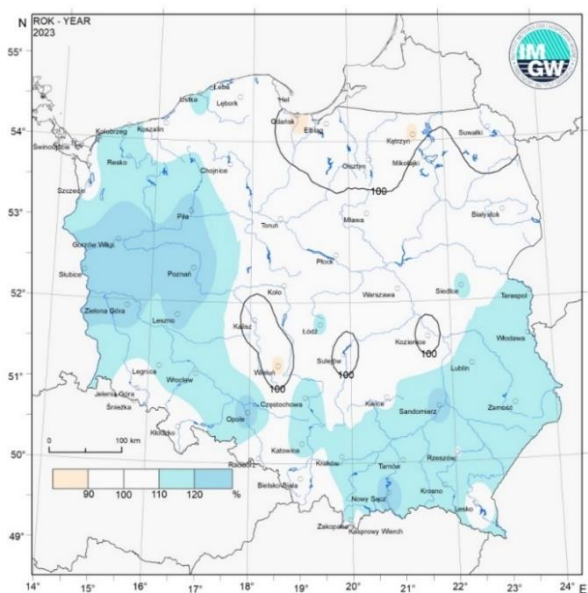 N
ROK - YEAR
2023
IMGW
55°
54°
53°
52°
51°
50°
49°
Łeba
Ustka
Lębork
Hel
Gdańsk
Elbląg
Kętrzyn
Suwałki
Kołobrzeg
Koszalin
Świnoujście
Resko
Chojnice
Olsztyn
Mikołajki
100
Szczecin
Piła
Toruń
Mława
Białystok
Gorzów Wlkp.
Płock
Słubice
Poznań
Koło
Warszawa
Siedlce
Terespol
Zielona Góra
Leszno
Kalisz
Łódź
Kozienice
Włodawa
100
Wieluń
Sulejów
100
100
Legnica
Wrocław
Lublin
Jelenia Góra
Śnieżka
Opole
Częstochowa
Kielce
Sandomierz
Zamość
Kłodzko
0
100 km
Katowice
Racibórz
Kraków
Tarnów
Rzeszów
Bielsko-Biała
Nowy Sącz
Krosno
Lesko
Zakopane
Kasprowy Wierch
90
100
110
120
%
14°
15°
16°
17°
18°
19°
20°
21°
22°
23°
24°
E